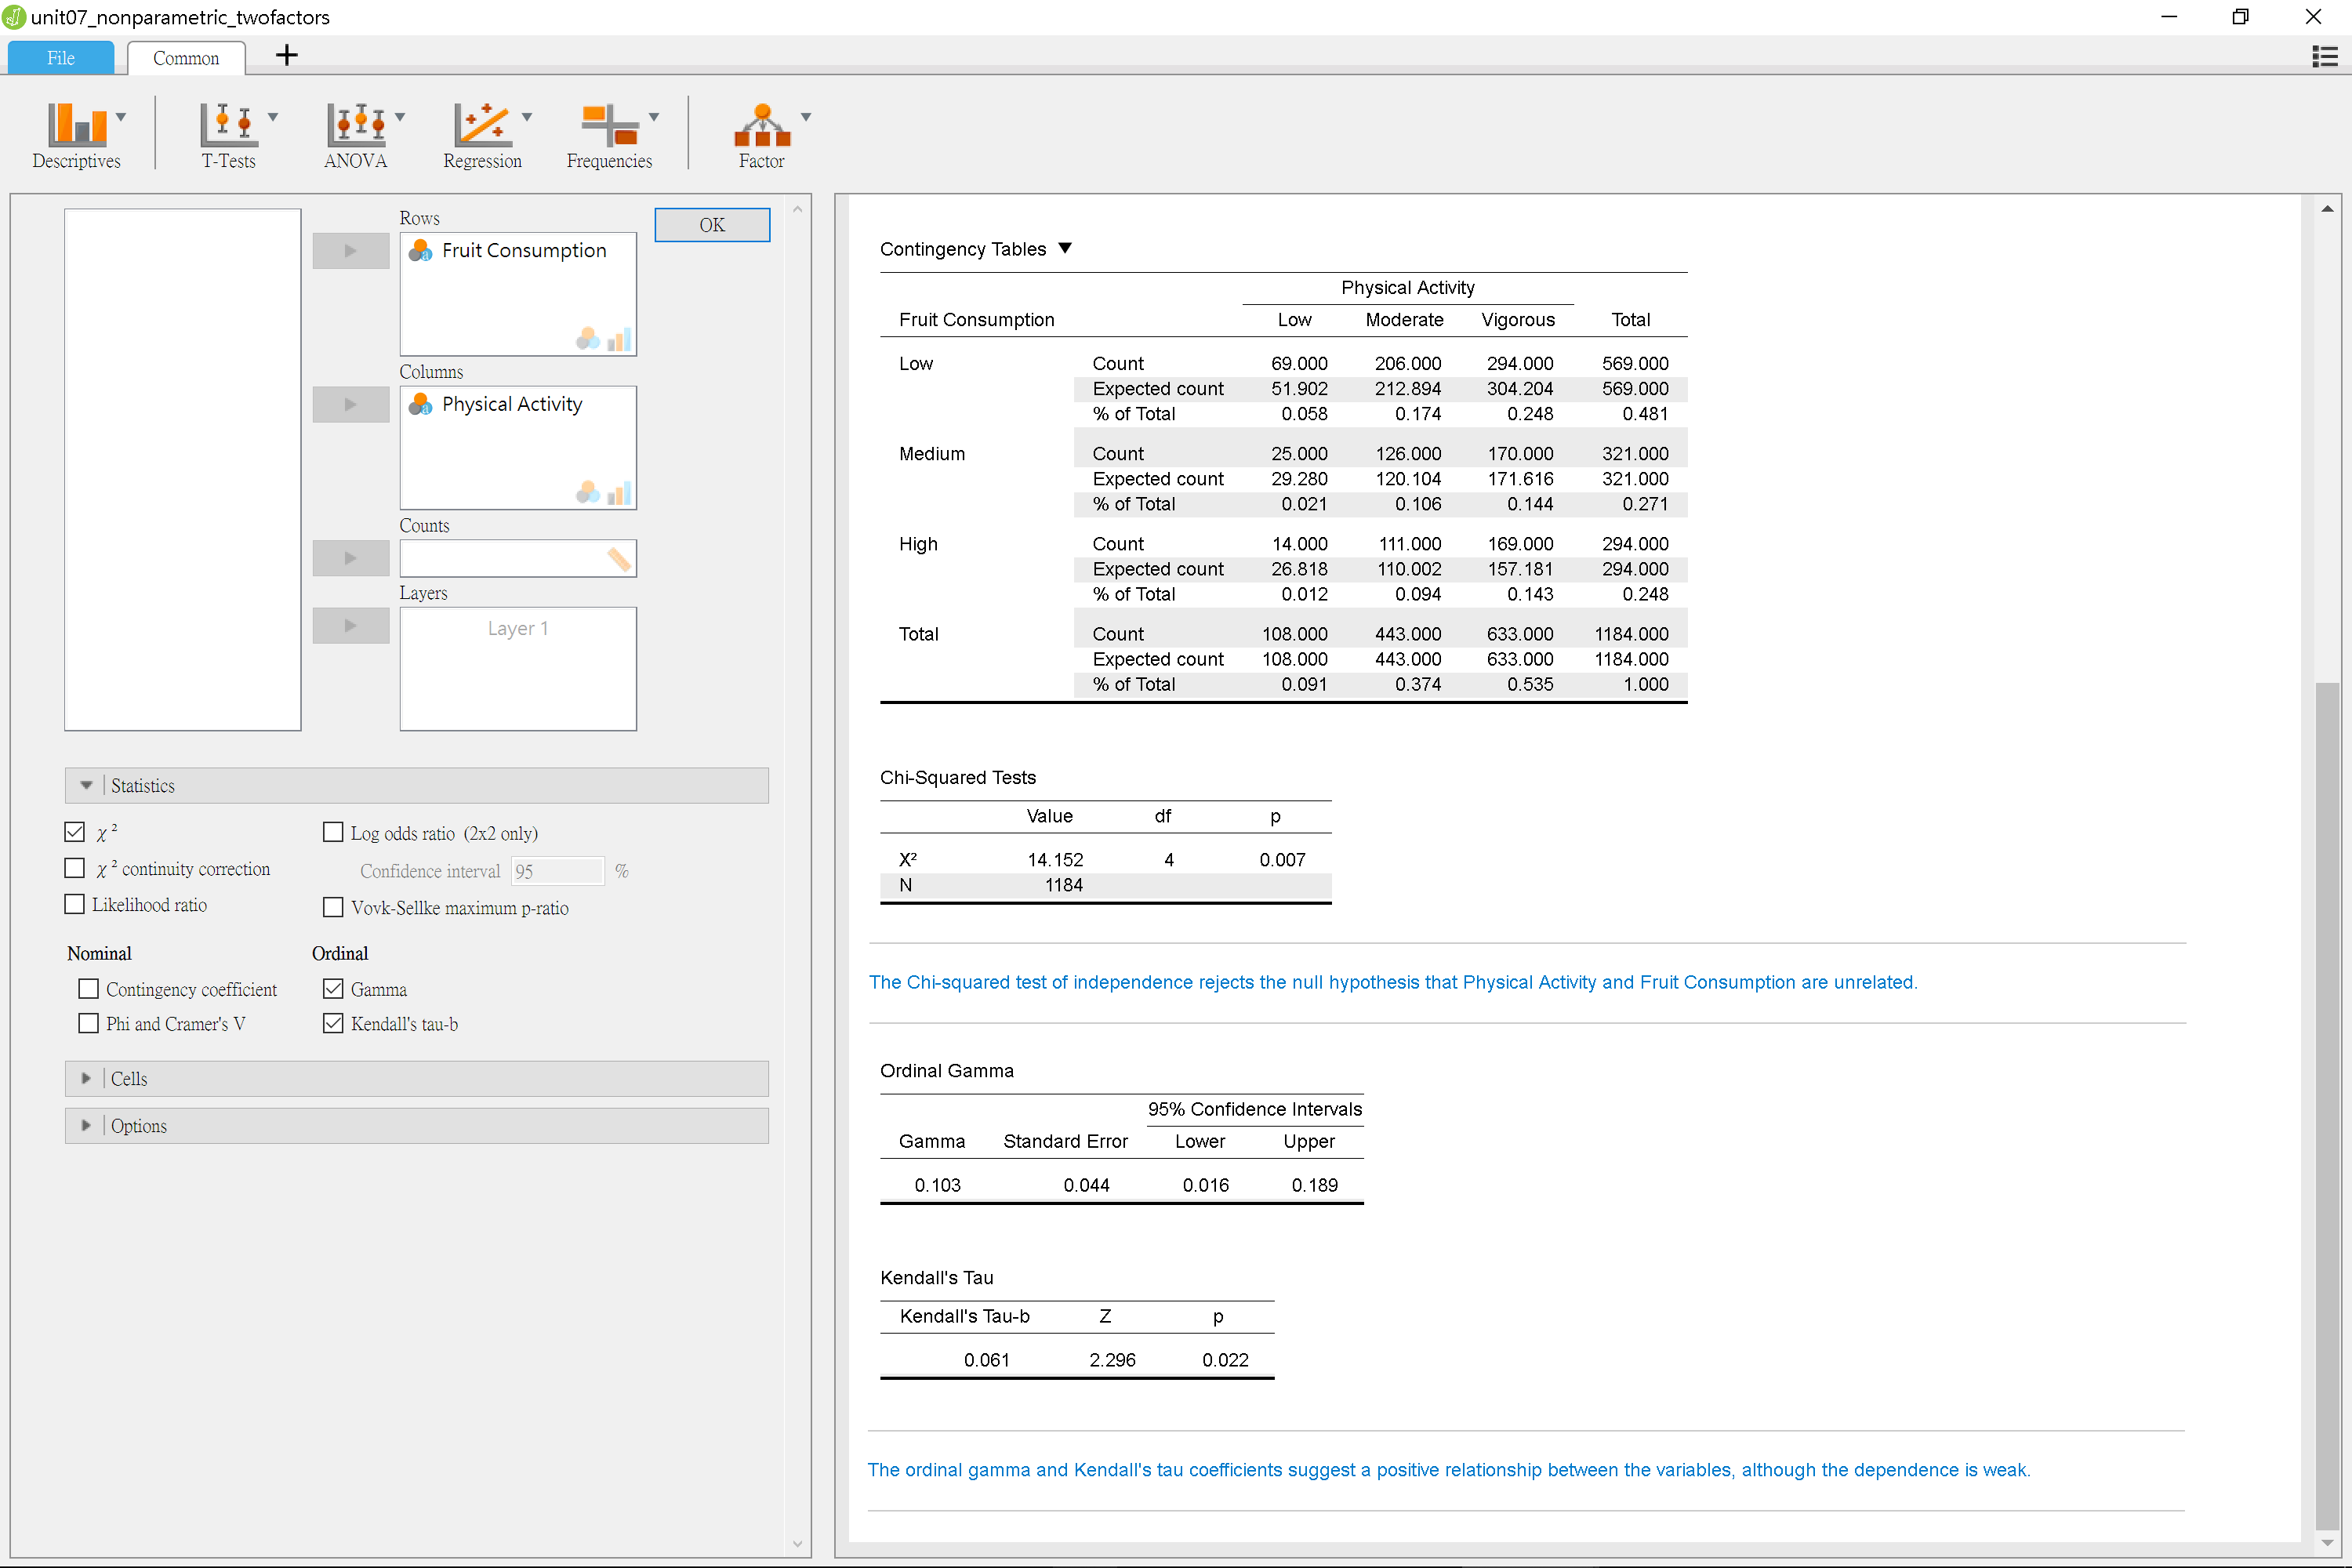 unit07_nonparametric_twofactors
File Common +
Descriptives T-Tests ANOVA Regression Frequencies Factor
Rows
OK
Fruit Consumption
Columns
Physical Activity
Counts
Layers
Layer 1
Statistics
χ² Log odds ratio (2x2 only)
χ² continuity correction Confidence interval 95 %
Likelihood ratio Vovk-Sellke maximum p-ratio
Nominal Ordinal
Contingency coefficient Gamma
Phi and Cramer's V Kendall's tau-b
Cells
Options
Contingency Tables
Physical Activity
Fruit Consumption Low Moderate Vigorous Total
Low Count 69.000 206.000 294.000 569.000
Expected count 51.902 212.894 304.204 569.000
% of Total 0.058 0.174 0.248 0.481
Medium Count 25.000 126.000 170.000 321.000
Expected count 29.280 120.104 171.616 321.000
% of Total 0.021 0.106 0.144 0.271
High Count 14.000 111.000 169.000 294.000
Expected count 26.818 110.002 157.181 294.000
% of Total 0.012 0.094 0.143 0.248
Total Count 108.000 443.000 633.000 1184.000
Expected count 108.000 443.000 633.000 1184.000
% of Total 0.091 0.374 0.535 1.000
Chi-Squared Tests
Value df p
X² 14.152 4 0.007
N 1184
The Chi-squared test of independence rejects the null hypothesis that Physical Activity and Fruit Consumption are unrelated.
Ordinal Gamma
95% Confidence Intervals
Gamma Standard Error Lower Upper
0.103 0.044 0.016 0.189
Kendall's Tau
Kendall's Tau-b Z p
0.061 2.296 0.022
The ordinal gamma and Kendall's tau coefficients suggest a positive relationship between the variables, although the dependence is weak.